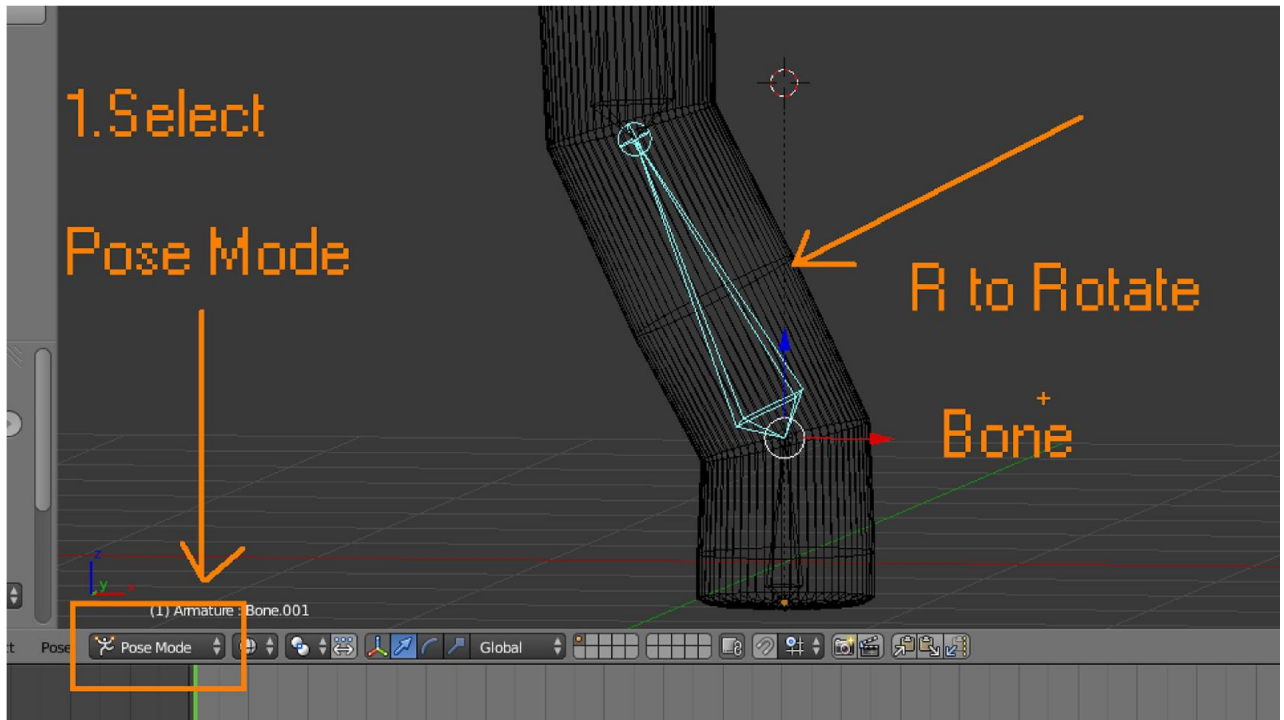 1.Select
Pose Mode
R to Rotate
Bone
z
y
x
(1) Armature : Bone.001
Pose
Pose Mode
Global